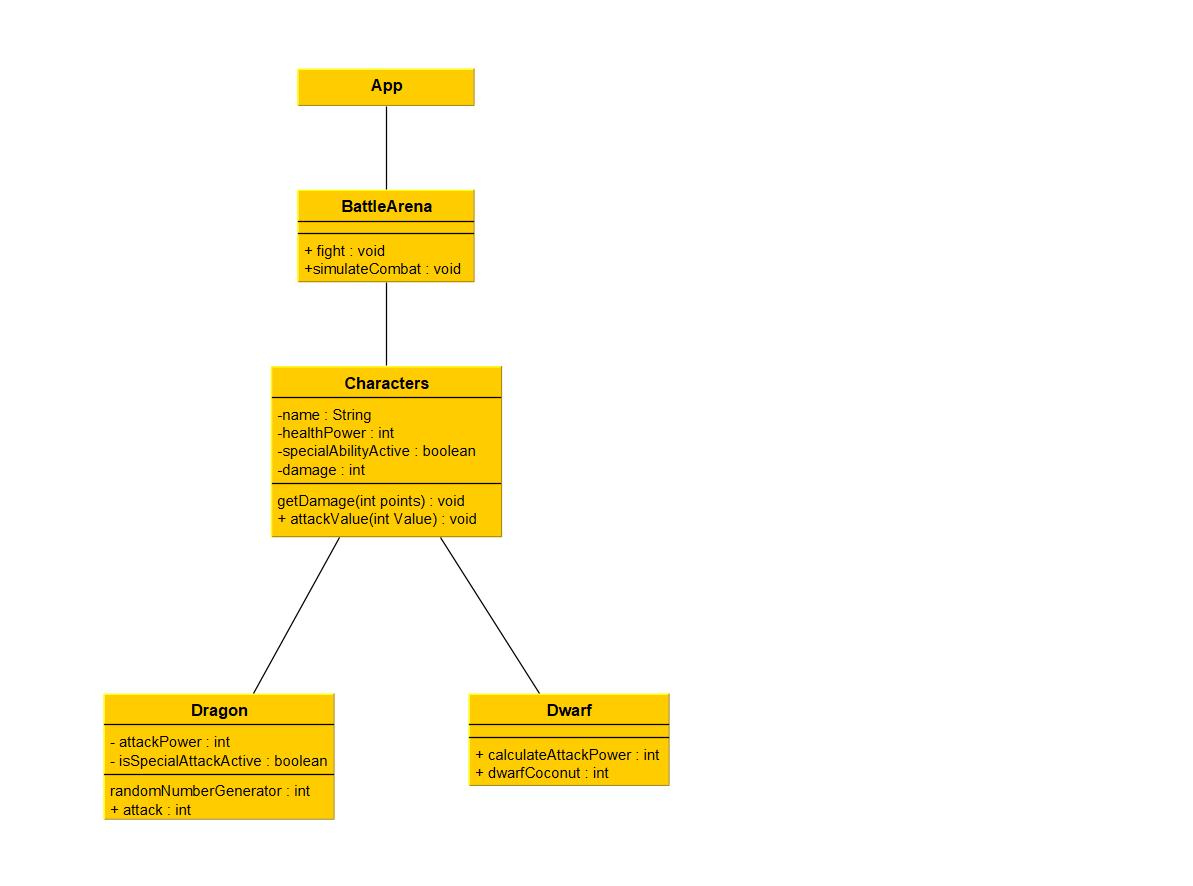 App
BattleArena
+ fight : void
+simulateCombat : void
Characters
-name : String
-healthPower : int
-specialAbilityActive : boolean
-damage : int
getDamage(int points) : void
+ attackValue(int Value) : void
Dragon
- attackPower : int
- isSpecialAttackActive : boolean
randomNumberGenerator : int
+ attack : int
Dwarf
+ calculateAttackPower : int
+ dwarfCoconut : int